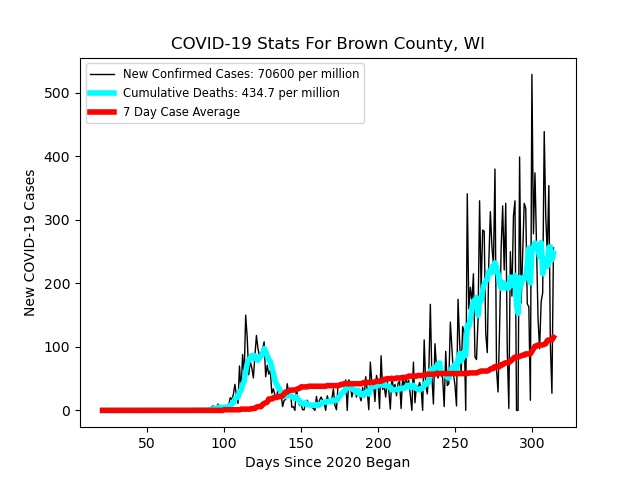 COVID-19 Stats For Brown County, WI
New Confirmed Cases: 70600 per million
Cumulative Deaths: 434.7 per million
7 Day Case Average
New COVID-19 Cases
500
400
300
200
100
0
50
100
150
200
250
300
Days Since 2020 Began